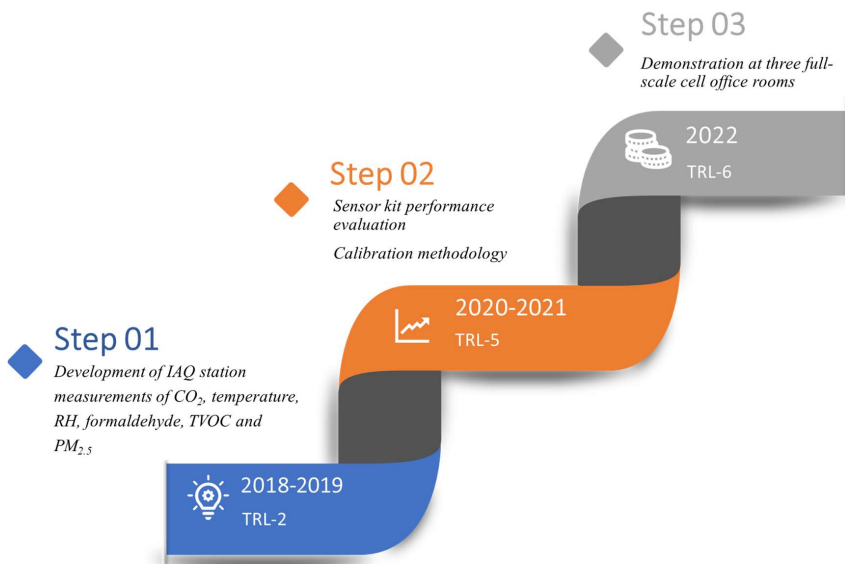 Step 03
Demonstration at three full-
scale cell office rooms
2022
TRL-6
Step 02
Sensor kit performance
evaluation
Calibration methodology
2020-2021
TRL-5
Step 01
Development of IAQ station
measurements of CO₂, temperature,
RH, formaldehyde, TVOC and
PM₂.₅
2018-2019
TRL-2